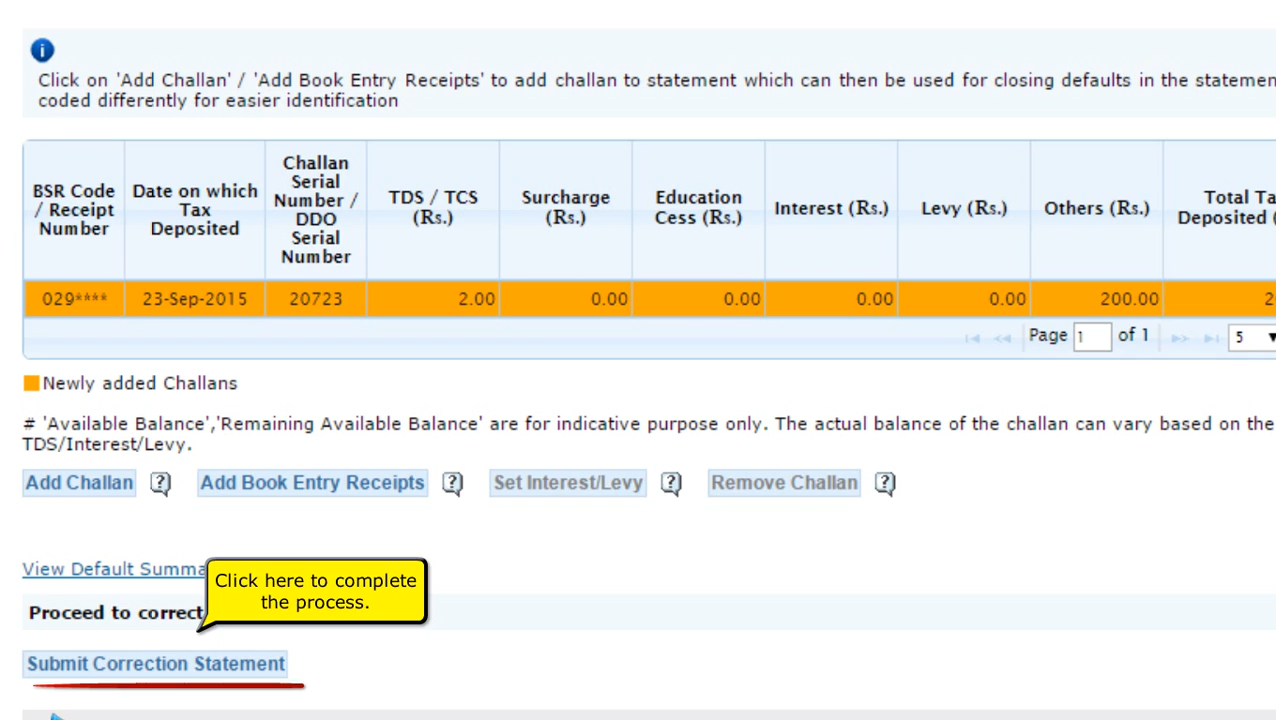 Click on 'Add Challan' / 'Add Book Entry Receipts' to add challan to statement which can then be used for closing defaults in the
coded differently for easier identification
BSR Code / Receipt Number
Date on which Tax Deposited
Challan Serial Number / DDO Serial Number
TDS / TCS (Rs.)
Surcharge (Rs.)
Education Cess (Rs.)
Interest (Rs.)
Levy (Rs.)
Others (Rs.)
Total
Deposited
029**** 23-Sep-2015 20723 2.00 0.00 0.00 0.00 0.00 200.00
Page 1 of 1 5
Newly added Challans
# 'Available Balance','Remaining Available Balance' are for indicative purpose only. The actual balance of the challan can vary based on the
TDS/Interest/Levy.
Add Challan ? Add Book Entry Receipts ? Set Interest/Levy ? Remove Challan ?
View Default
Click here to complete
the process.
Proceed to correct
Submit Correction Statement